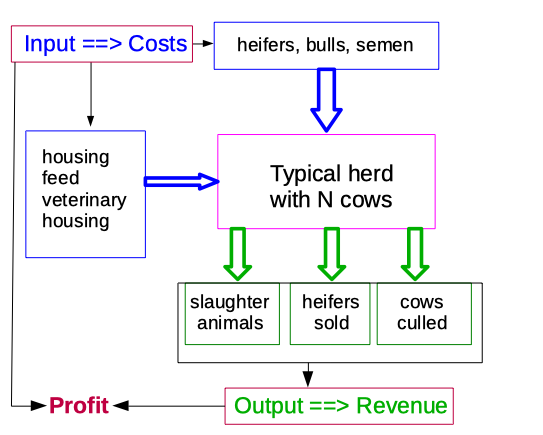 Input ==> Costs
heifers, bulls, semen
housing
feed
veterinary
housing
Typical herd
with N cows
slaughter
animals
heifers
sold
cows
culled
Profit
Output ==> Revenue